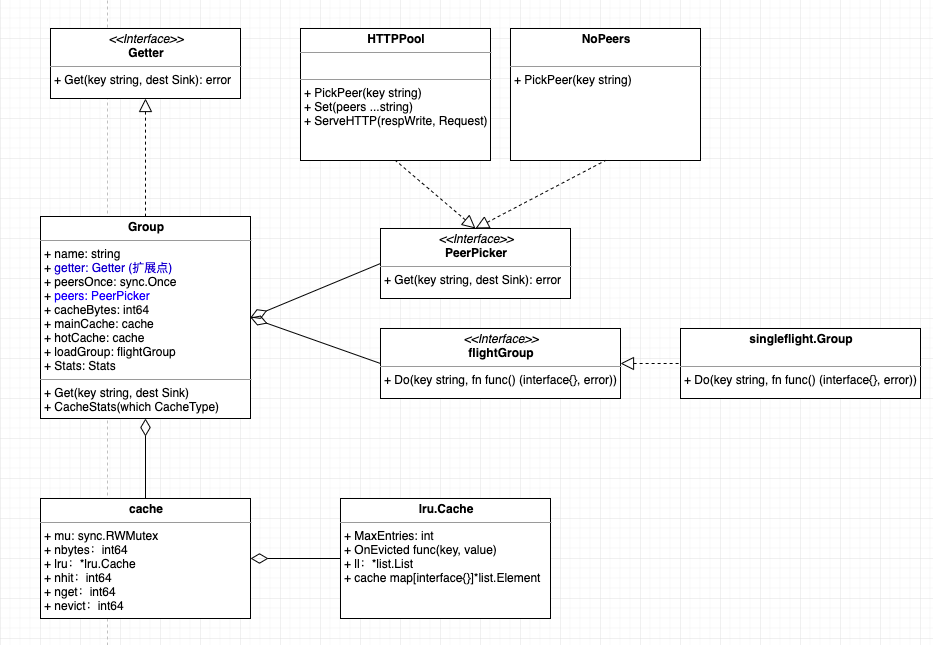 <<Interface>>
Getter
+ Get(key string, dest Sink): error
HTTPPool
+ PickPeer(key string)
+ Set(peers ...string)
+ ServeHTTP(respWrite, Request)
NoPeers
+ PickPeer(key string)
Group
+ name: string
+ getter: Getter (扩展点)
+ peersOnce: sync.Once
+ peers: PeerPicker
+ cacheBytes: int64
+ mainCache: cache
+ hotCache: cache
+ loadGroup: flightGroup
+ Stats: Stats
+ Get(key string, dest Sink)
+ CacheStats(which CacheType)
<<Interface>>
PeerPicker
+ Get(key string, dest Sink): error
<<Interface>>
flightGroup
+ Do(key string, fn func() (interface{}, error))
singleflight.Group
+ Do(key string, fn func() (interface{}, error))
cache
+ mu: sync.RWMutex
+ nbytes：int64
+ lru：*lru.Cache
+ nhit：int64
+ nget：int64
+ nevict：int64
lru.Cache
+ MaxEntries: int
+ OnEvicted func(key, value)
+ ll：*list.List
+ cache map[interface{}]*list.Element